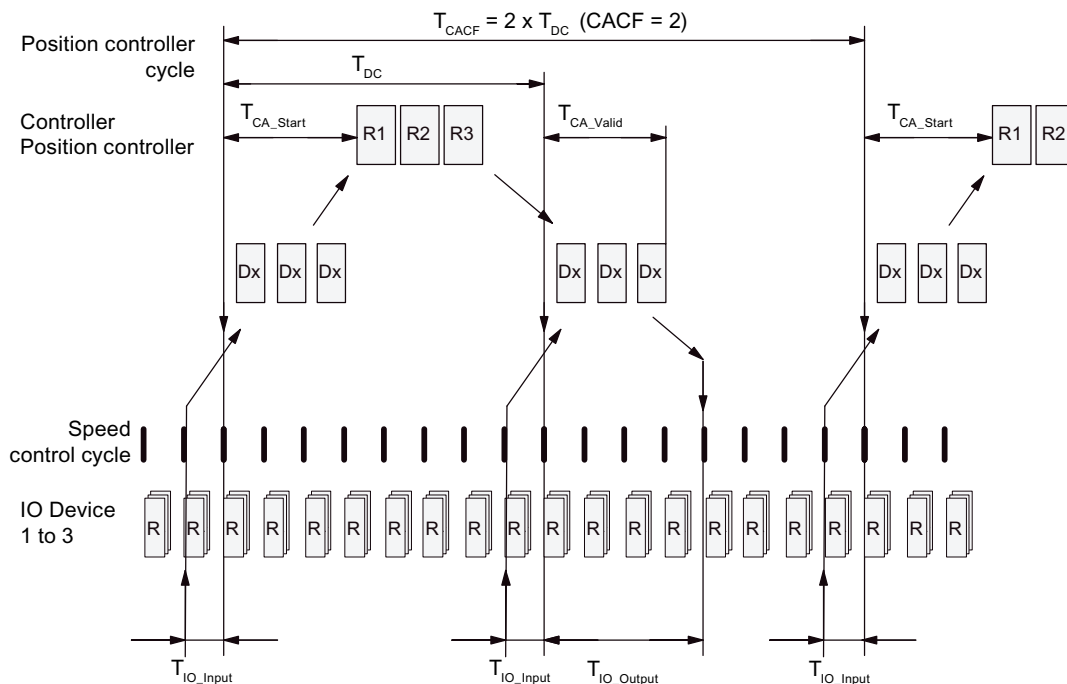 T_CACF = 2 x T_DC (CACF = 2)
Position controller
cycle
T_DC
Controller
Position controller
T_CA_Start
R1 R2 R3
T_CA_Valid
T_CA_Start
R1 R2
Dx Dx Dx
Dx Dx Dx
Dx Dx Dx
Speed
control cycle
IO Device
1 to 3
R R R R R R R R R R R R R R R R R R R R R
T_IO_Input
T_IO_Input
T_IO_Output
T_IO_Input